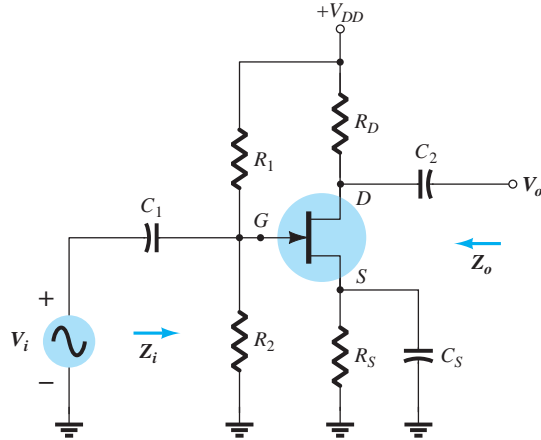 +V_DD
R_D
C_2
V_o
R_1
D
C_1
G
Z_o
S
+
V_i
Z_i
R_2
R_S
C_S
−